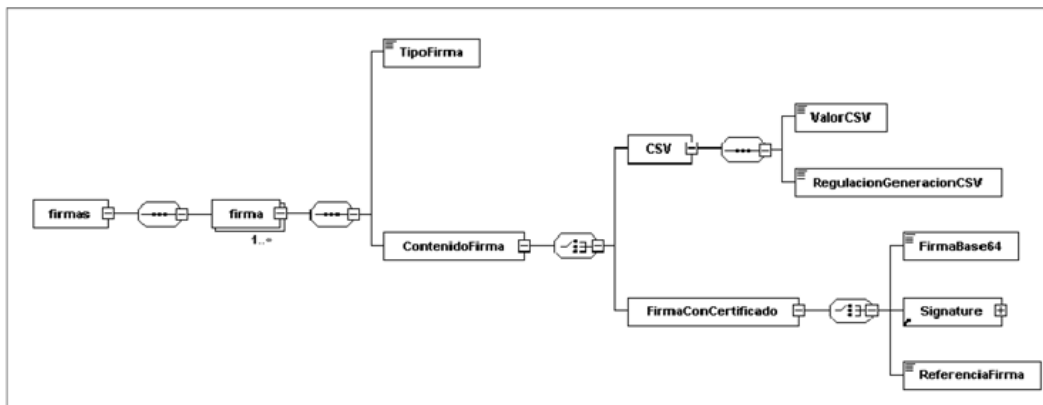 TipoFirma
ValorCSV
CSV
RegulacionGeneracionCSV
firmas
firma
1..∞
ContenidoFirma
FirmaBase64
FirmaConCertificado
Signature
ReferenciaFirma